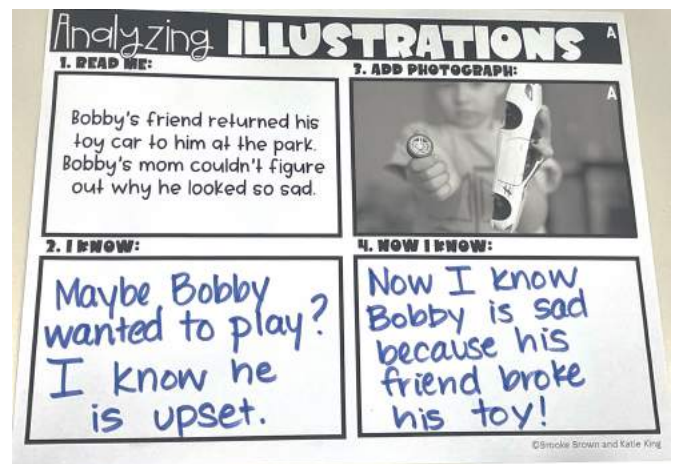 Analyzing ILLUSTRATIONS A
1. READ ME:
Bobby's friend returned his
toy car to him at the park.
Bobby's mom couldn't figure
out why he looked so sad.
3. ADD PHOTOGRAPH:
A
2. I KNOW:
Maybe Bobby
wanted to play?
I know he
is upset.
4. NOW I KNOW:
Now I know
Bobby is sad
because his
friend broke
his toy!
©Smoke Brown and Katie King